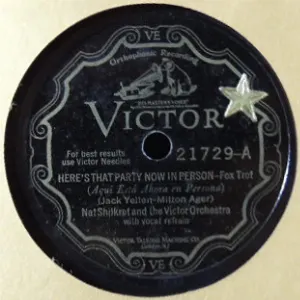 VE
Orthophonic Recording
"HIS MASTER'S VOICE"
VICTOR
For best results
use Victor Needles
21729-A
HERE'S THAT PARTY NOW IN PERSON-Fox Trot
(Aquí Está Ahora en Persona)
(Jack Yellen-Milton Ager)
Nat Shilkret and the Victor Orchestra
with vocal refrain
VICTOR TALKING MACHINE CO.
VE